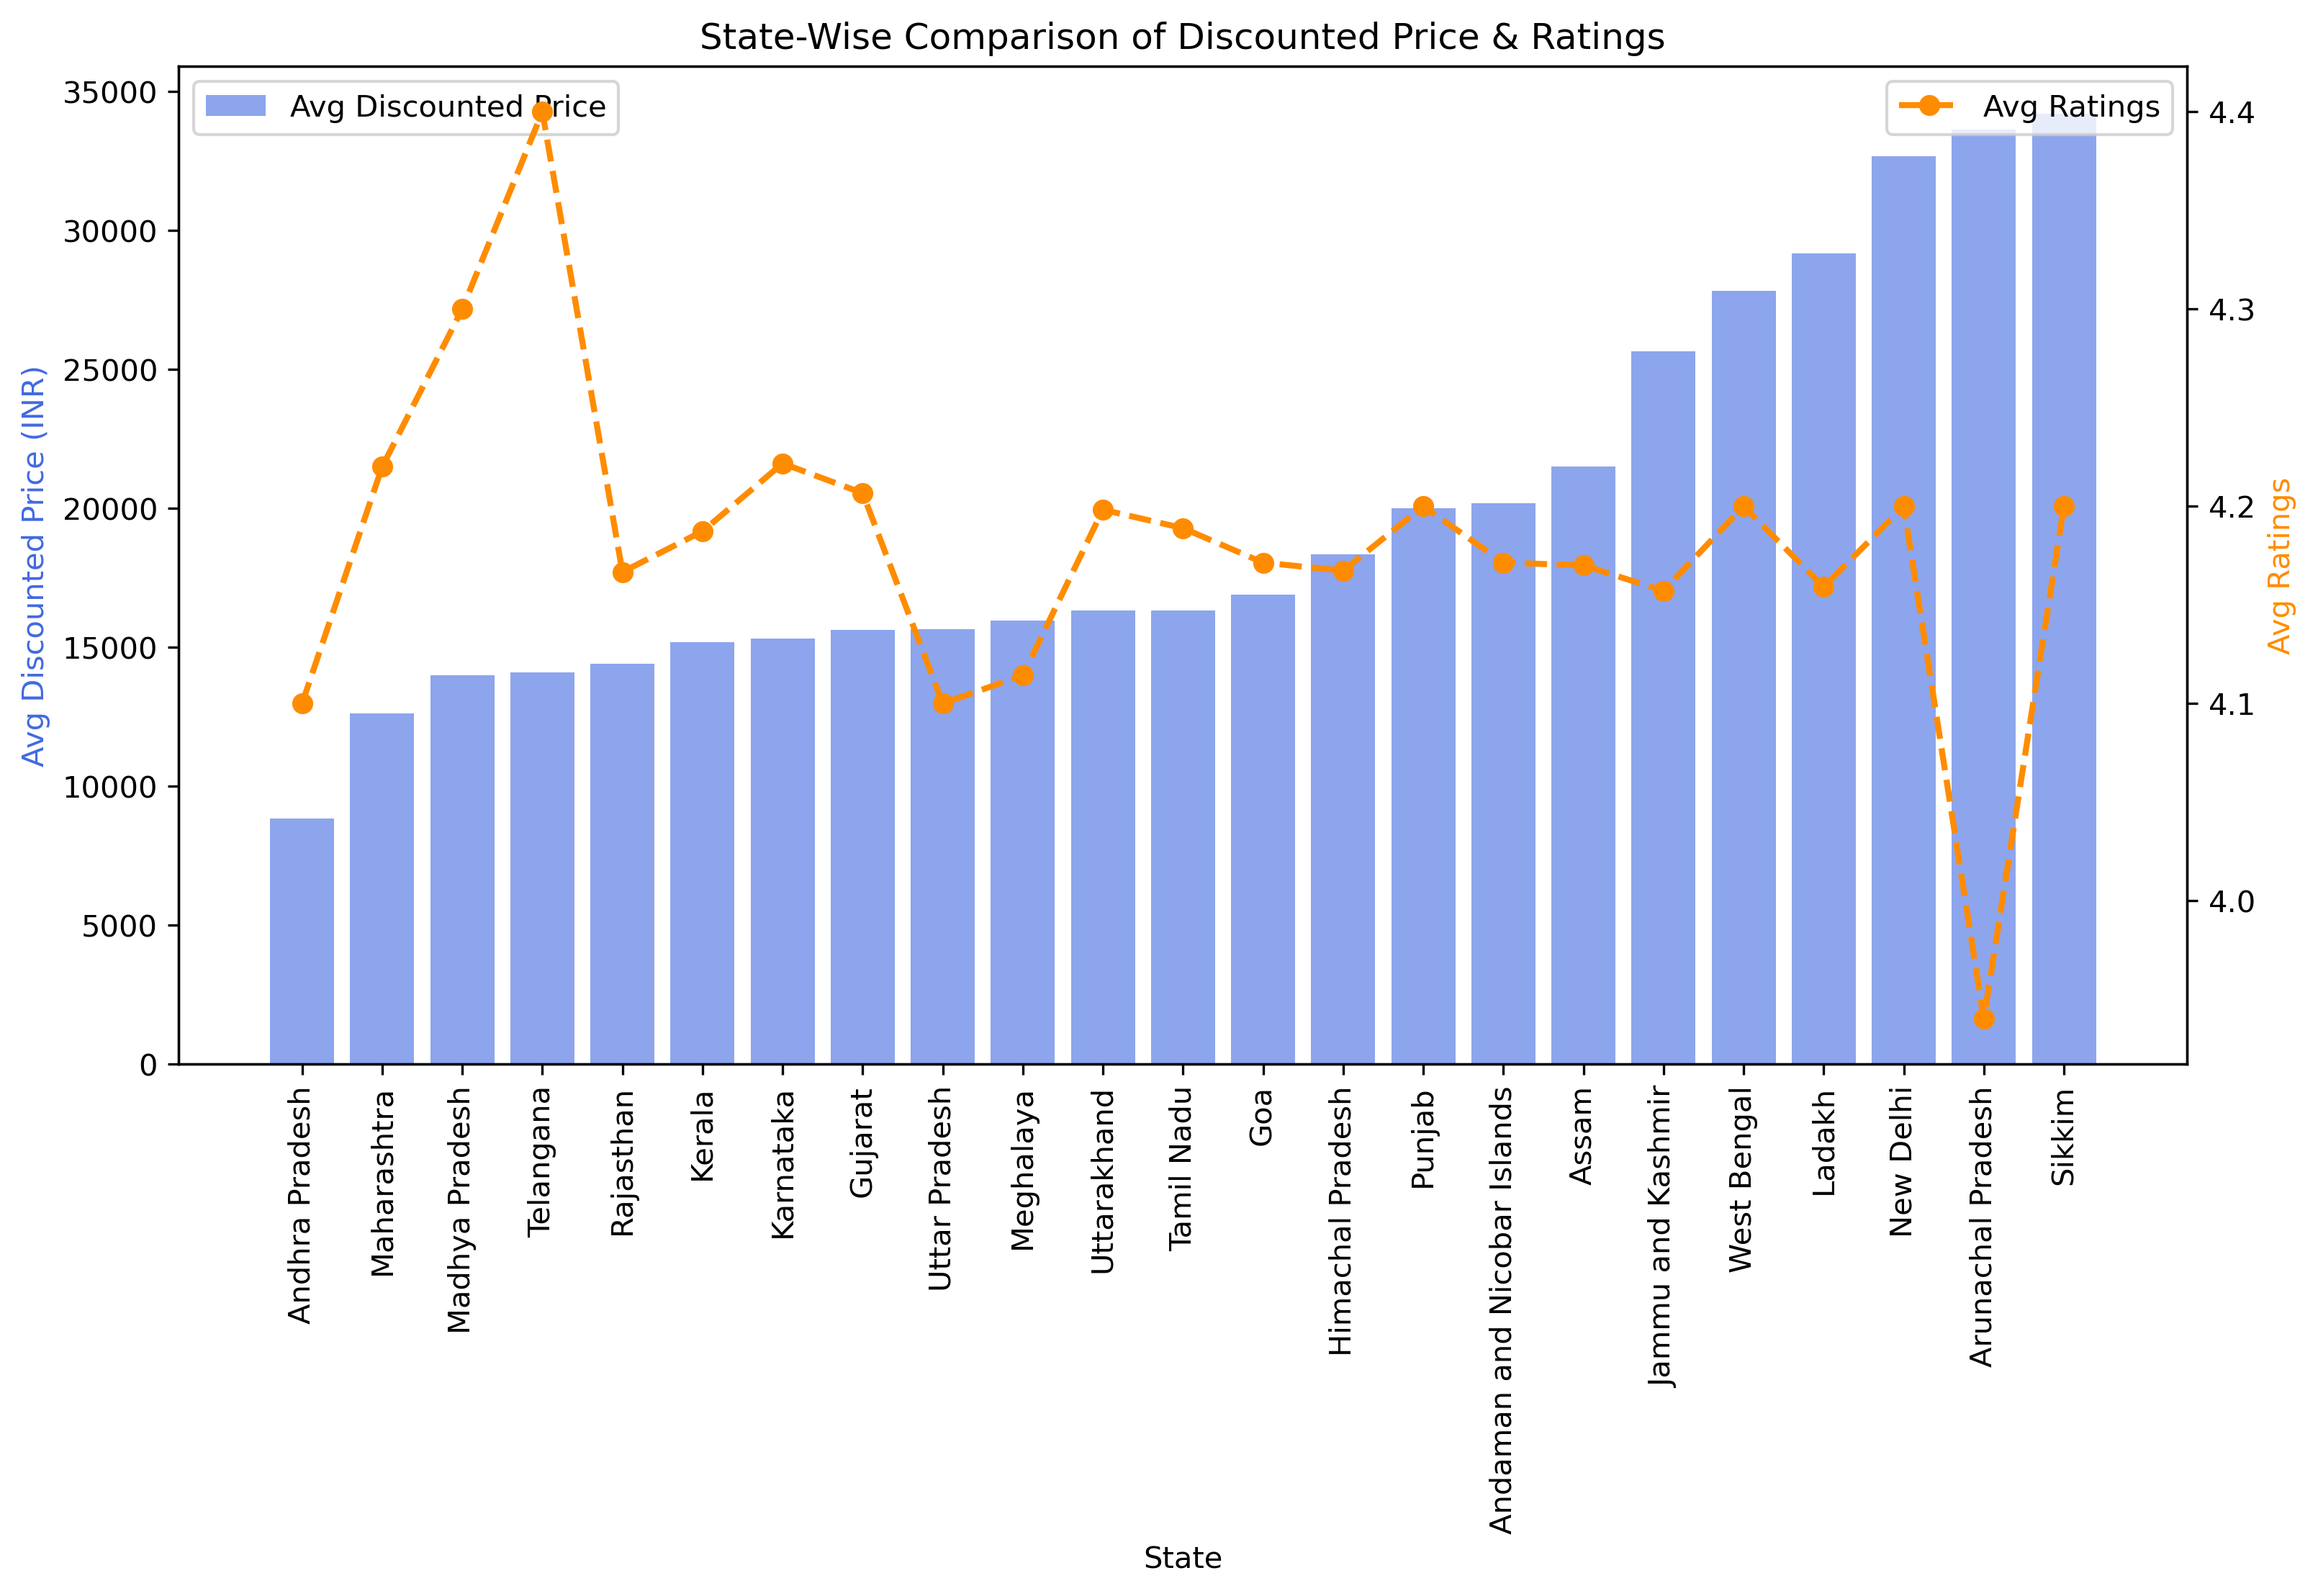 State-Wise Comparison of Discounted Price & Ratings
Avg Discounted Price
Avg Ratings
Avg Discounted Price (INR)
35000
30000
25000
20000
15000
10000
5000
0
4.4
4.3
4.2
4.1
4.0
Avg Ratings
Andhra Pradesh
Maharashtra
Madhya Pradesh
Telangana
Rajasthan
Kerala
Karnataka
Gujarat
Uttar Pradesh
Meghalaya
Uttarakhand
Tamil Nadu
Goa
Himachal Pradesh
Punjab
Andaman and Nicobar Islands
Assam
Jammu and Kashmir
West Bengal
Ladakh
New Delhi
Arunachal Pradesh
Sikkim
State